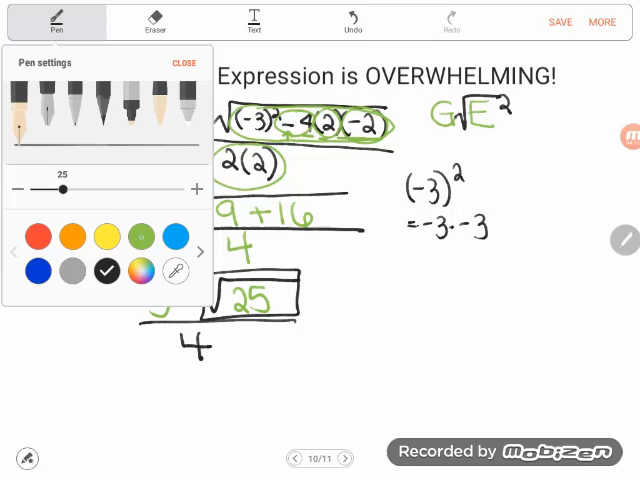 Pen
Eraser
Text
Undo
Redo
SAVE
MORE
Pen settings
CLOSE
25
Expression is OVERWHELMING!
√(-3)²-4(2)(-2)
2(2)
9+16
4
√25
4
G√E²
(-3)²
=-3·-3
10/11
Recorded by mobizen